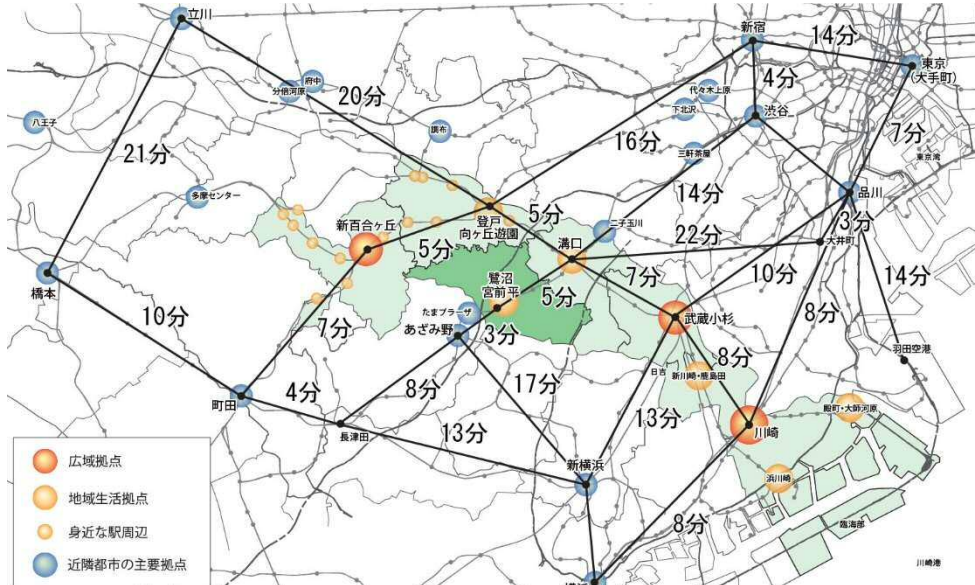 立川
新宿
14分
東京
(大手町)
4分
代々木上原
府中
分倍河原
20分
下北沢
渋谷
八王子
調布
16分
7分
三軒茶屋
東京湾
21分
多摩センター
14分
品川
新百合ヶ丘
登戸
向ヶ丘遊園
5分
二子玉川
3分
大井町
22分
溝口
5分
橋本
鷺沼
宮前平
5分
7分
10分
14分
10分
7分
たまプラーザ
あざみ野
3分
武蔵小杉
8分
羽田空港
日吉
8分
新川崎・鹿島田
4分
8分
17分
町田
13分
殿町・大師河原
長津田
13分
川崎
新横浜
浜川崎
臨海部
8分
川崎港
広域拠点
地域生活拠点
身近な駅周辺
近隣都市の主要拠点